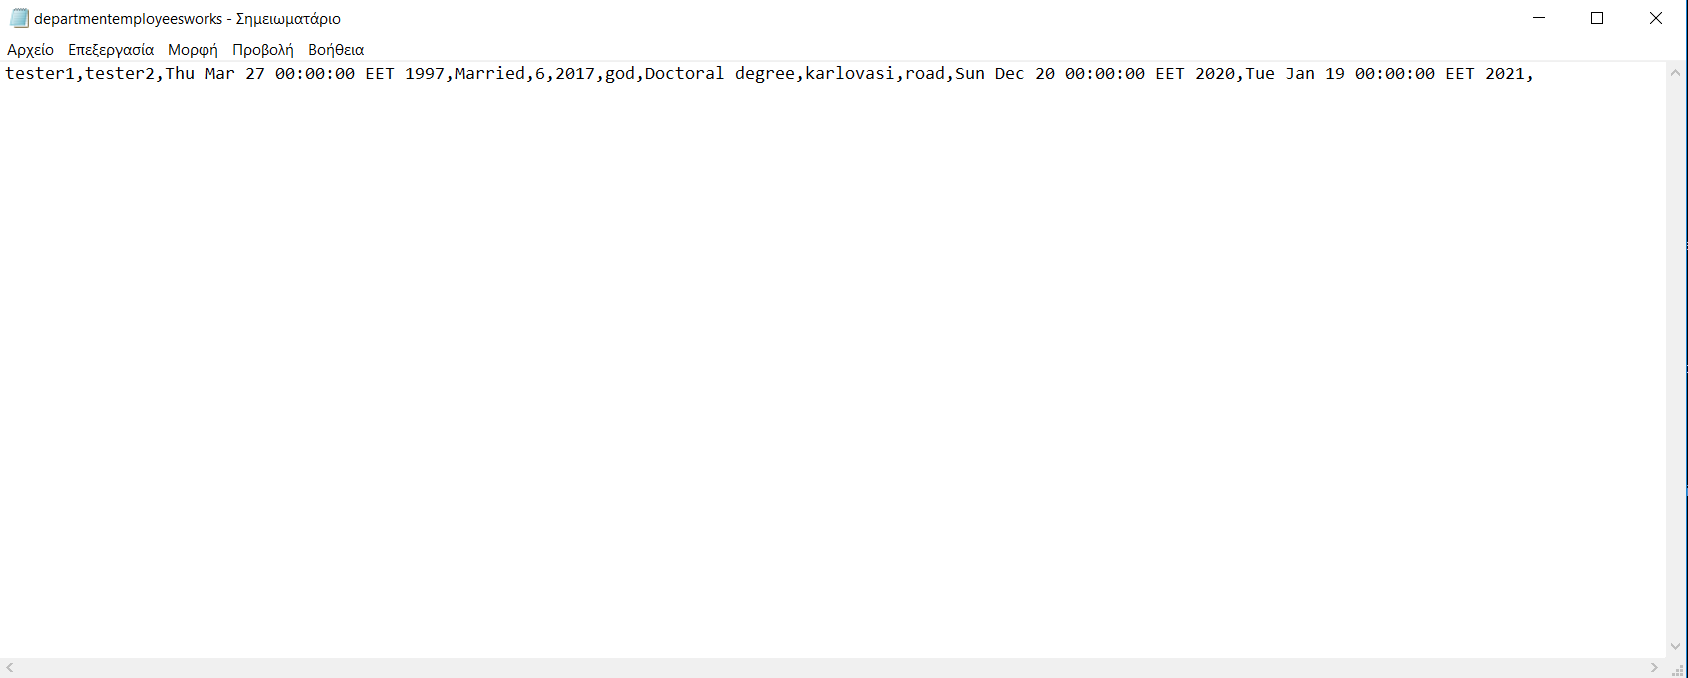 departmentemployeesworks - Σημειωματάριο
Αρχείο Επεξεργασία Μορφή Προβολή Βοήθεια
tester1,tester2,Thu Mar 27 00:00:00 EET 1997,Married,6,2017,god,Doctoral degree,karlovasi,road,Sun Dec 20 00:00:00 EET 2020,Tue Jan 19 00:00:00 EET 2021,